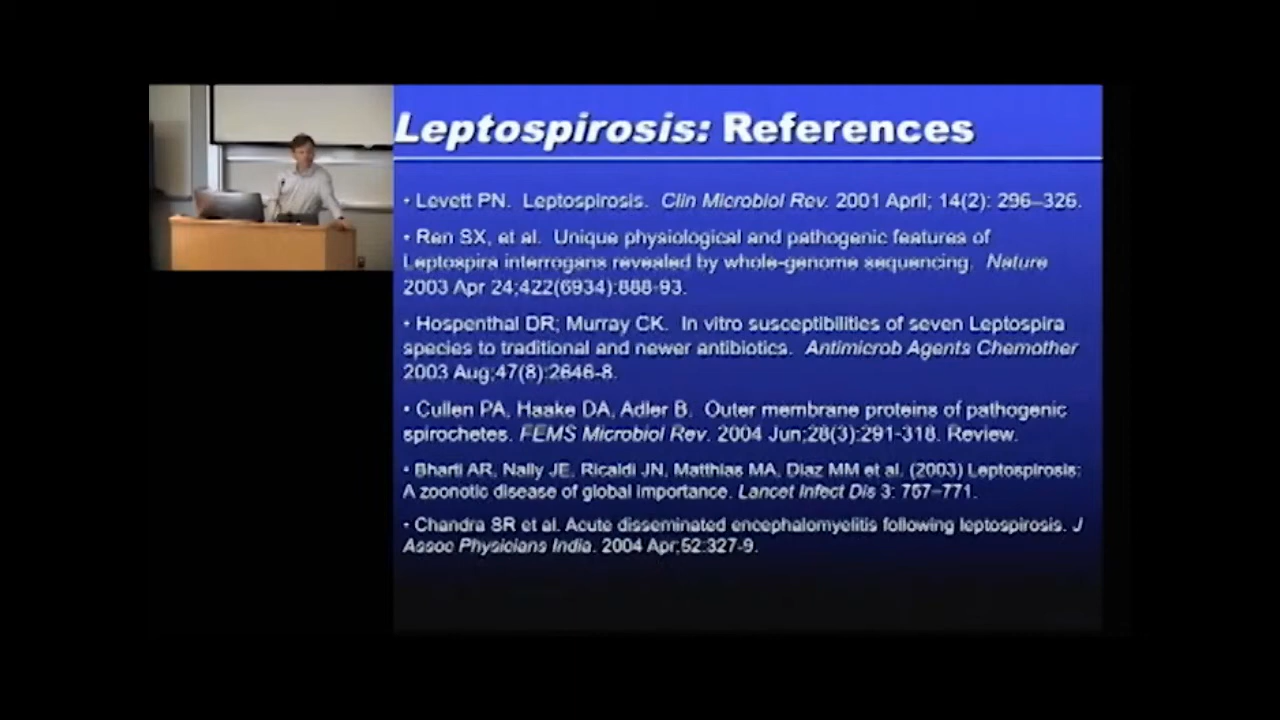 Leptospirosis: References
• Levett PN. Leptospirosis. Clin Microbiol Rev. 2001 April; 14(2): 296–326.
• Ren SX, et al. Unique physiological and pathogenic features of
Leptospira interrogans revealed by whole-genome sequencing. Nature
2003 Apr 24;422(6934):888-93.
• Hospenthal DR; Murray CK. In vitro susceptibilities of seven Leptospira
species to traditional and newer antibiotics. Antimicrob Agents Chemother
2003 Aug;47(8):2646-8.
• Cullen PA, Haake DA, Adler B. Outer membrane proteins of pathogenic
spirochetes. FEMS Microbiol Rev. 2004 Jun;28(3):291-318. Review.
• Bharti AR, Nally JE, Ricaldi JN, Matthias MA, Diaz MM et al. (2003) Leptospirosis:
A zoonotic disease of global importance. Lancet Infect Dis 3: 757–771.
• Chandra SR et al. Acute disseminated encephalomyelitis following leptospirosis. J
Assoc Physicians India. 2004 Apr;52:327-9.